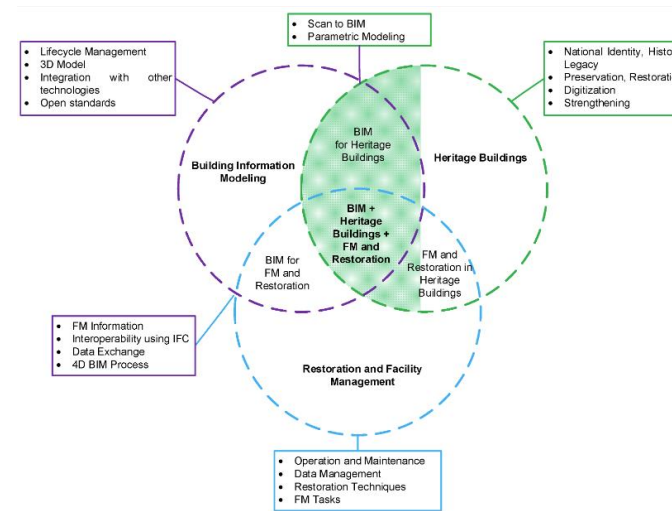 • Scan to BIM
• Parametric Modeling
• Lifecycle Management
• 3D Model
• Integration with other
technologies
• Open standards
• National Identity,
Legacy
• Preservation,
• Digitization
• Strengthening
BIM
for Heritage
Buildings
Building Information
Modeling
Heritage Buildings
BIM +
Heritage
Buildings +
FM and
Restoration
BIM for
FM and
Restoration
FM and
Restoration in
Heritage
Buildings
• FM Information
• Interoperability using IFC
• Data Exchange
• 4D BIM Process
Restoration and Facility
Management
• Operation and Maintenance
• Data Management
• Restoration Techniques
• FM Tasks